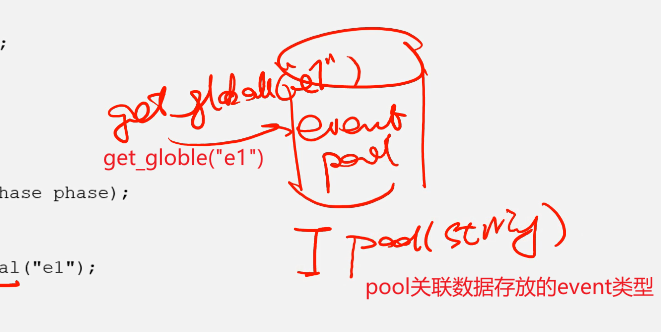 ;
get_global("e1")
event
pool
get_globle("e1")
hase phase);
I pool(string)
al("e1");
pool关联数据存放的event类型